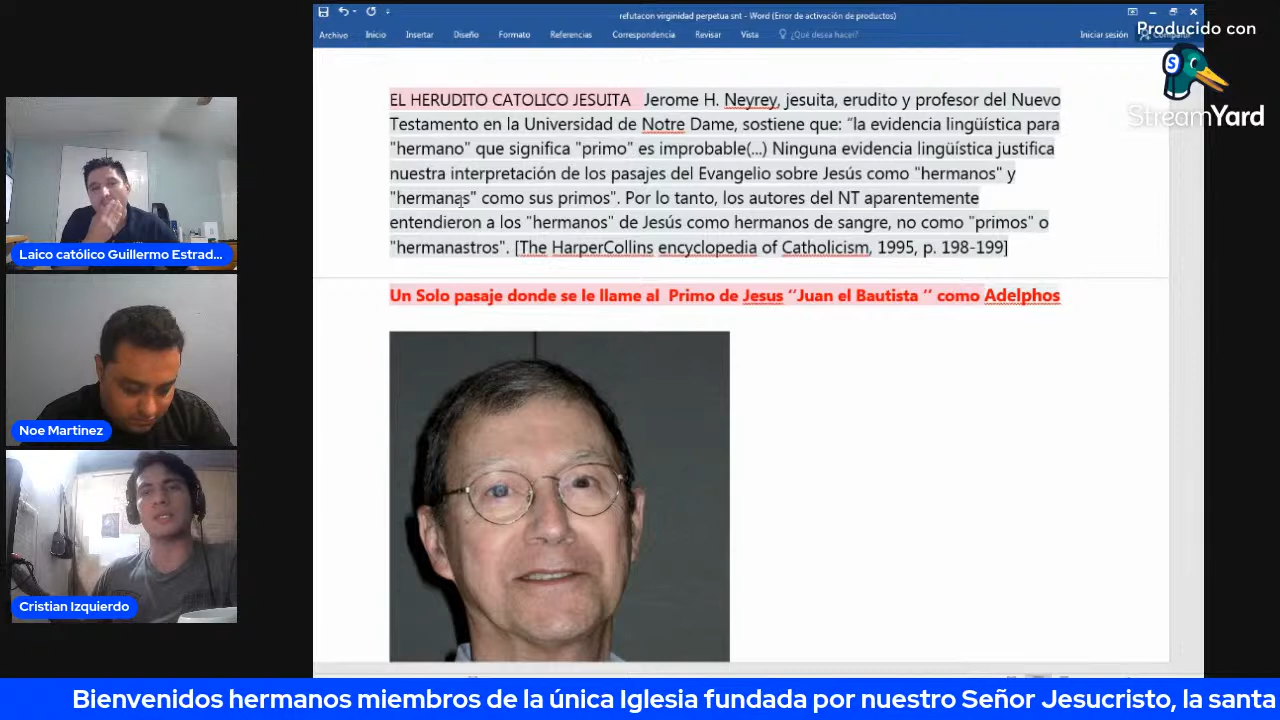 refutacon virginidad perpetua snt - Word (Error de activación de productos)
Archivo Inicio Insertar Diseño Formato Referencias Correspondencia Revisar Vista ¿Qué desea hacer? Iniciar sesión Compartir
Producido con
S
StreamYard
EL HERUDITO CATOLICO JESUITA Jerome H. Neyrey, jesuita, erudito y profesor del Nuevo
Testamento en la Universidad de Notre Dame, sostiene que: “la evidencia lingüística para
"hermano" que significa "primo" es improbable(...) Ninguna evidencia lingüística justifica
nuestra interpretación de los pasajes del Evangelio sobre Jesús como "hermanos" y
"hermanas" como sus primos". Por lo tanto, los autores del NT aparentemente
entendieron a los "hermanos" de Jesús como hermanos de sangre, no como "primos" o
"hermanastros". [The HarperCollins encyclopedia of Catholicism, 1995, p. 198-199]
Un Solo pasaje donde se le llame al Primo de Jesus ‘‘Juan el Bautista ‘‘ como Adelphos
Laico católico Guillermo Estrad...
Noe Martinez
Cristian Izquierdo
Bienvenidos hermanos miembros de la única Iglesia fundada por nuestro Señor Jesucristo, la santa